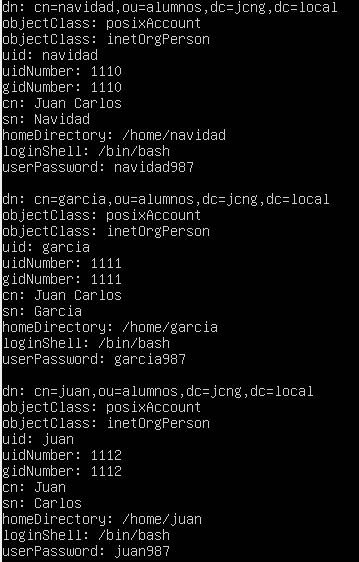 dn: cn=navidad,ou=alumnos,dc=jcng,dc=local
objectClass: posixAccount
objectClass: inetOrgPerson
uid: navidad
uidNumber: 1110
gidNumber: 1110
cn: Juan Carlos
sn: Navidad
homeDirectory: /home/navidad
loginShell: /bin/bash
userPassword: navidad987

dn: cn=garcia,ou=alumnos,dc=jcng,dc=local
objectClass: posixAccount
objectClass: inetOrgPerson
uid: garcia
uidNumber: 1111
gidNumber: 1111
cn: Juan Carlos
sn: Garcia
homeDirectory: /home/garcia
loginShell: /bin/bash
userPassword: garcia987

dn: cn=juan,ou=alumnos,dc=jcng,dc=local
objectClass: posixAccount
objectClass: inetOrgPerson
uid: juan
uidNumber: 1112
gidNumber: 1112
cn: Juan
sn: Carlos
homeDirectory: /home/juan
loginShell: /bin/bash
userPassword: juan987